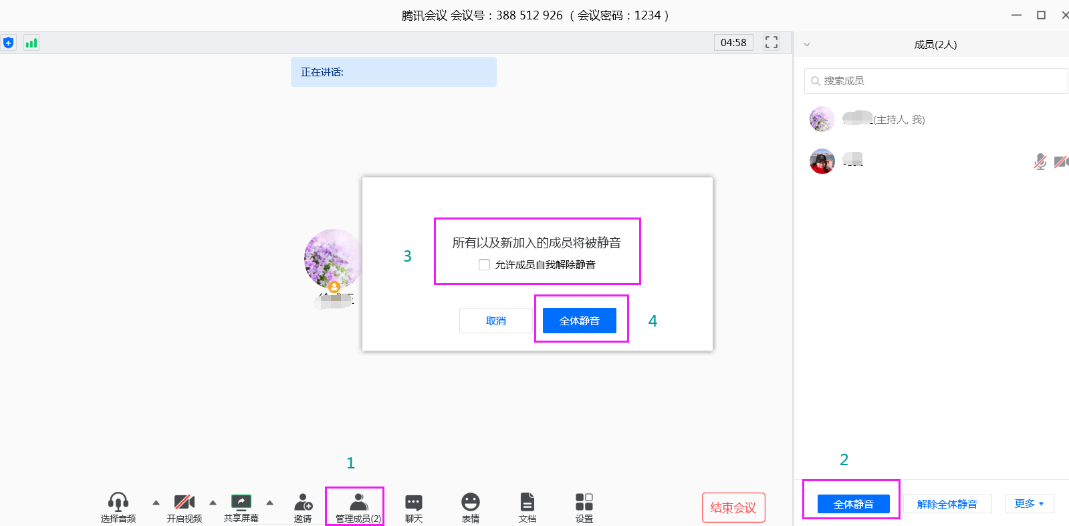 腾讯会议 会议号：388 512 926 （ 会议密码：1234 ）
04:58
成员(2人)
正在讲话:
搜索成员
(主持人, 我)
所有以及新加入的成员将被静音
3
允许成员自我解除静音
取消
全体静音
4
1
2
选择音频
开启视频
共享屏幕
邀请
管理成员(2)
聊天
表情
文档
设置
结束会议
全体静音
解除全体静音
更多